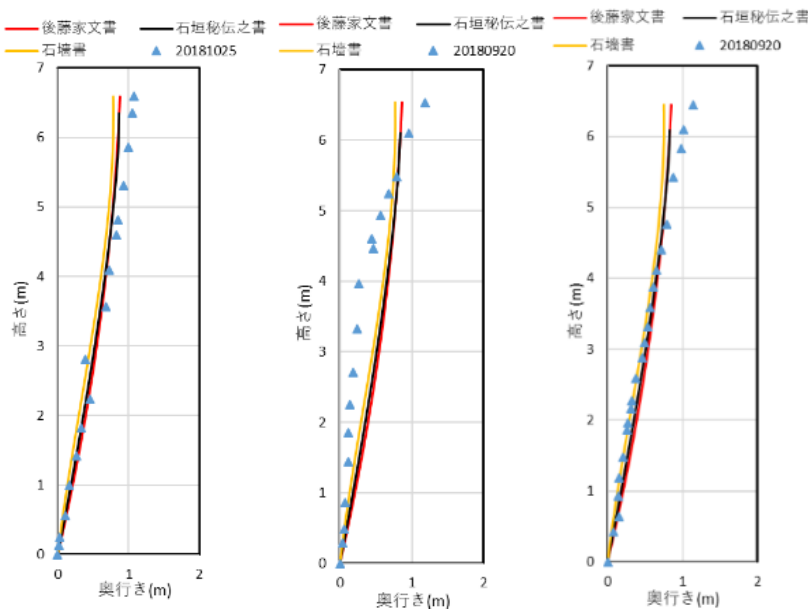 後藤家文書 石垣秘伝之書
石墻書 20181025
7
6
5
4
3
2
1
0
高さ(m)
0 1 2
奥行き(m)
後藤家文書 石垣秘伝之書
石墻書 20180920
7
6
5
4
3
2
1
0
高さ(m)
0 1 2
奥行き(m)
後藤家文書 石垣秘伝之書
石墻書 20180920
7
6
5
4
3
2
1
0
高さ(m)
0 1 2
奥行き(m)